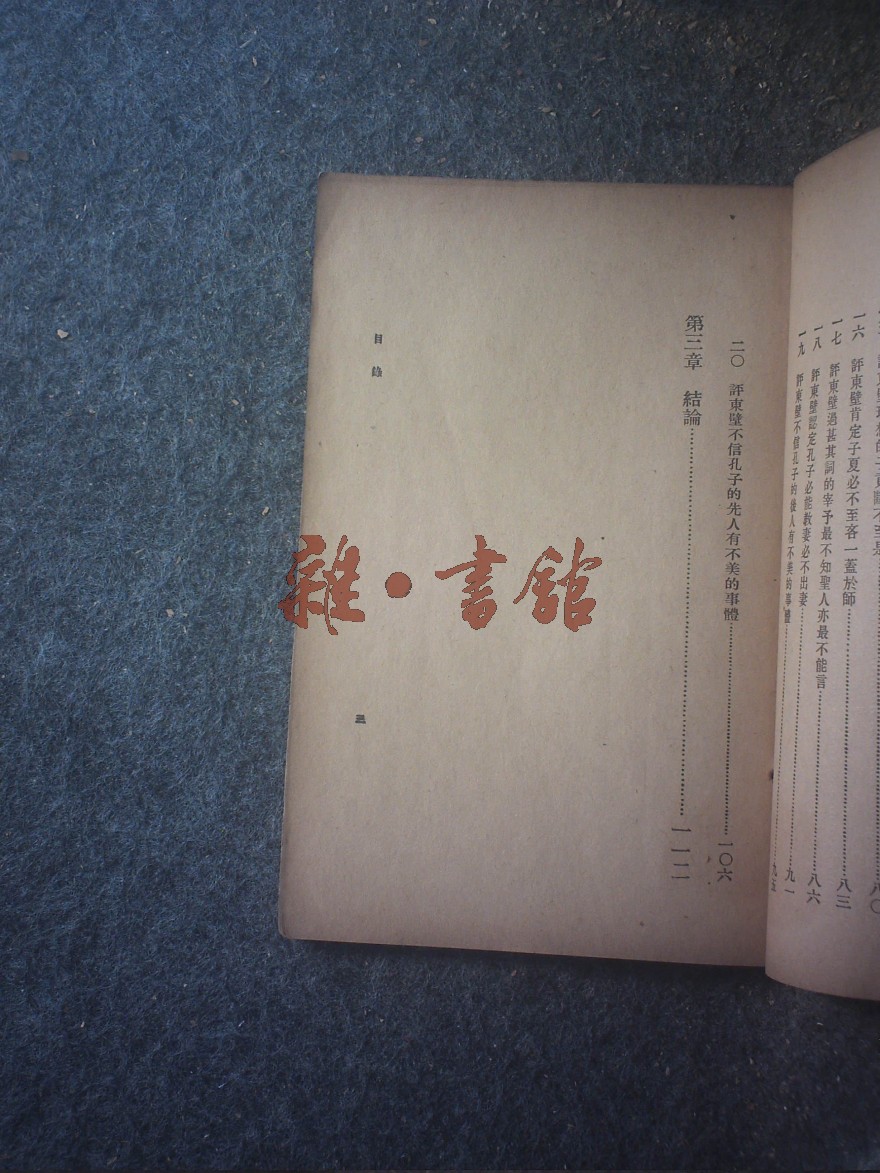 一六 評東壁肯定子夏必不至吝一蓋於師……八三
一七 評東壁過甚其詞的宰予最不知聖人亦最不能言……八六
一八 評東壁認定孔子必能教妻必不出妻……九一
一九 評東壁不信孔子的後人有不美的事體……九五
二〇 評東壁不信孔子的先人有不美的事體……一〇六
第三章 結論……一一二
目錄
三
雜·書館